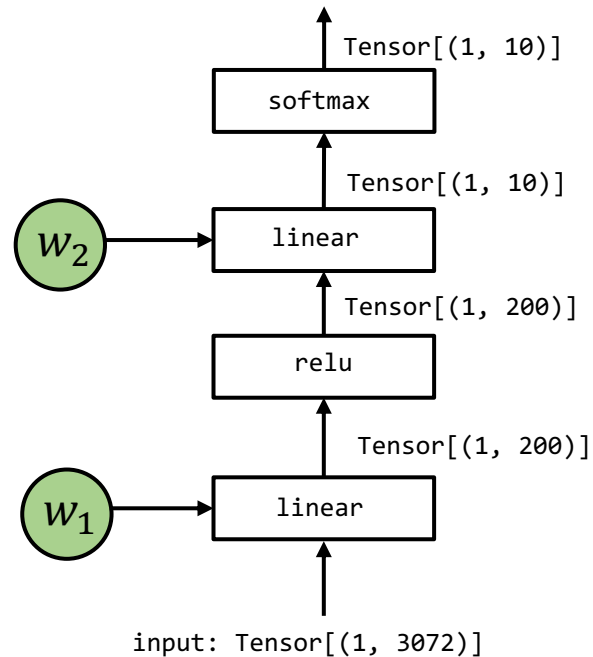 Tensor[(1, 10)]
softmax
Tensor[(1, 10)]
w₂
linear
Tensor[(1, 200)]
relu
Tensor[(1, 200)]
w₁
linear
input: Tensor[(1, 3072)]